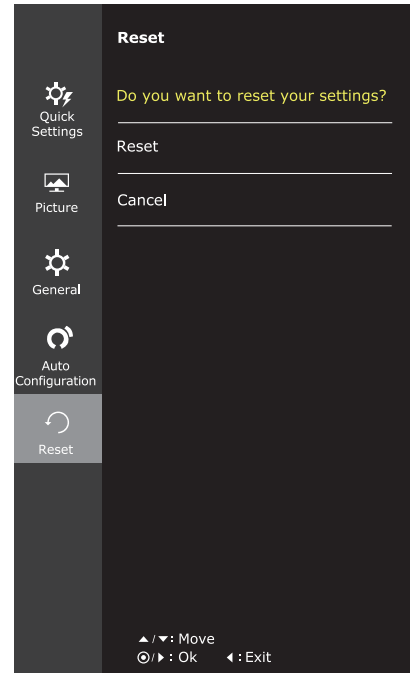 Reset
Do you want to reset your settings?
Reset
Cancel
Quick
Settings
Picture
General
Auto
Configuration
Reset
▲/▼: Move
◉/▶: Ok ◀: Exit